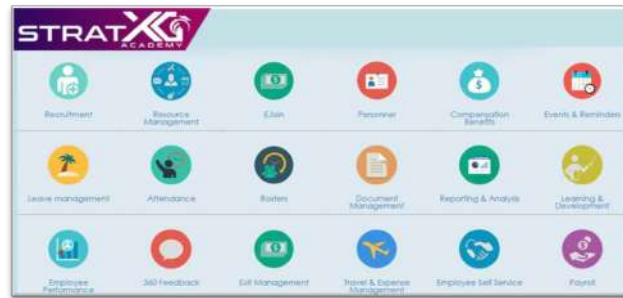 STRATXG
ACADEMY
Recruitment
Resource
Management
EJoin
Personnel
Compensation
Benefits
Events & Reminders
Leave management
Attendance
Rosters
Document
Management
Reporting & Analysis
Learning &
Development
Employee
Performance
360 Feedback
Exit Management
Travel & Expense
Management
Employee Self Service
Payroll